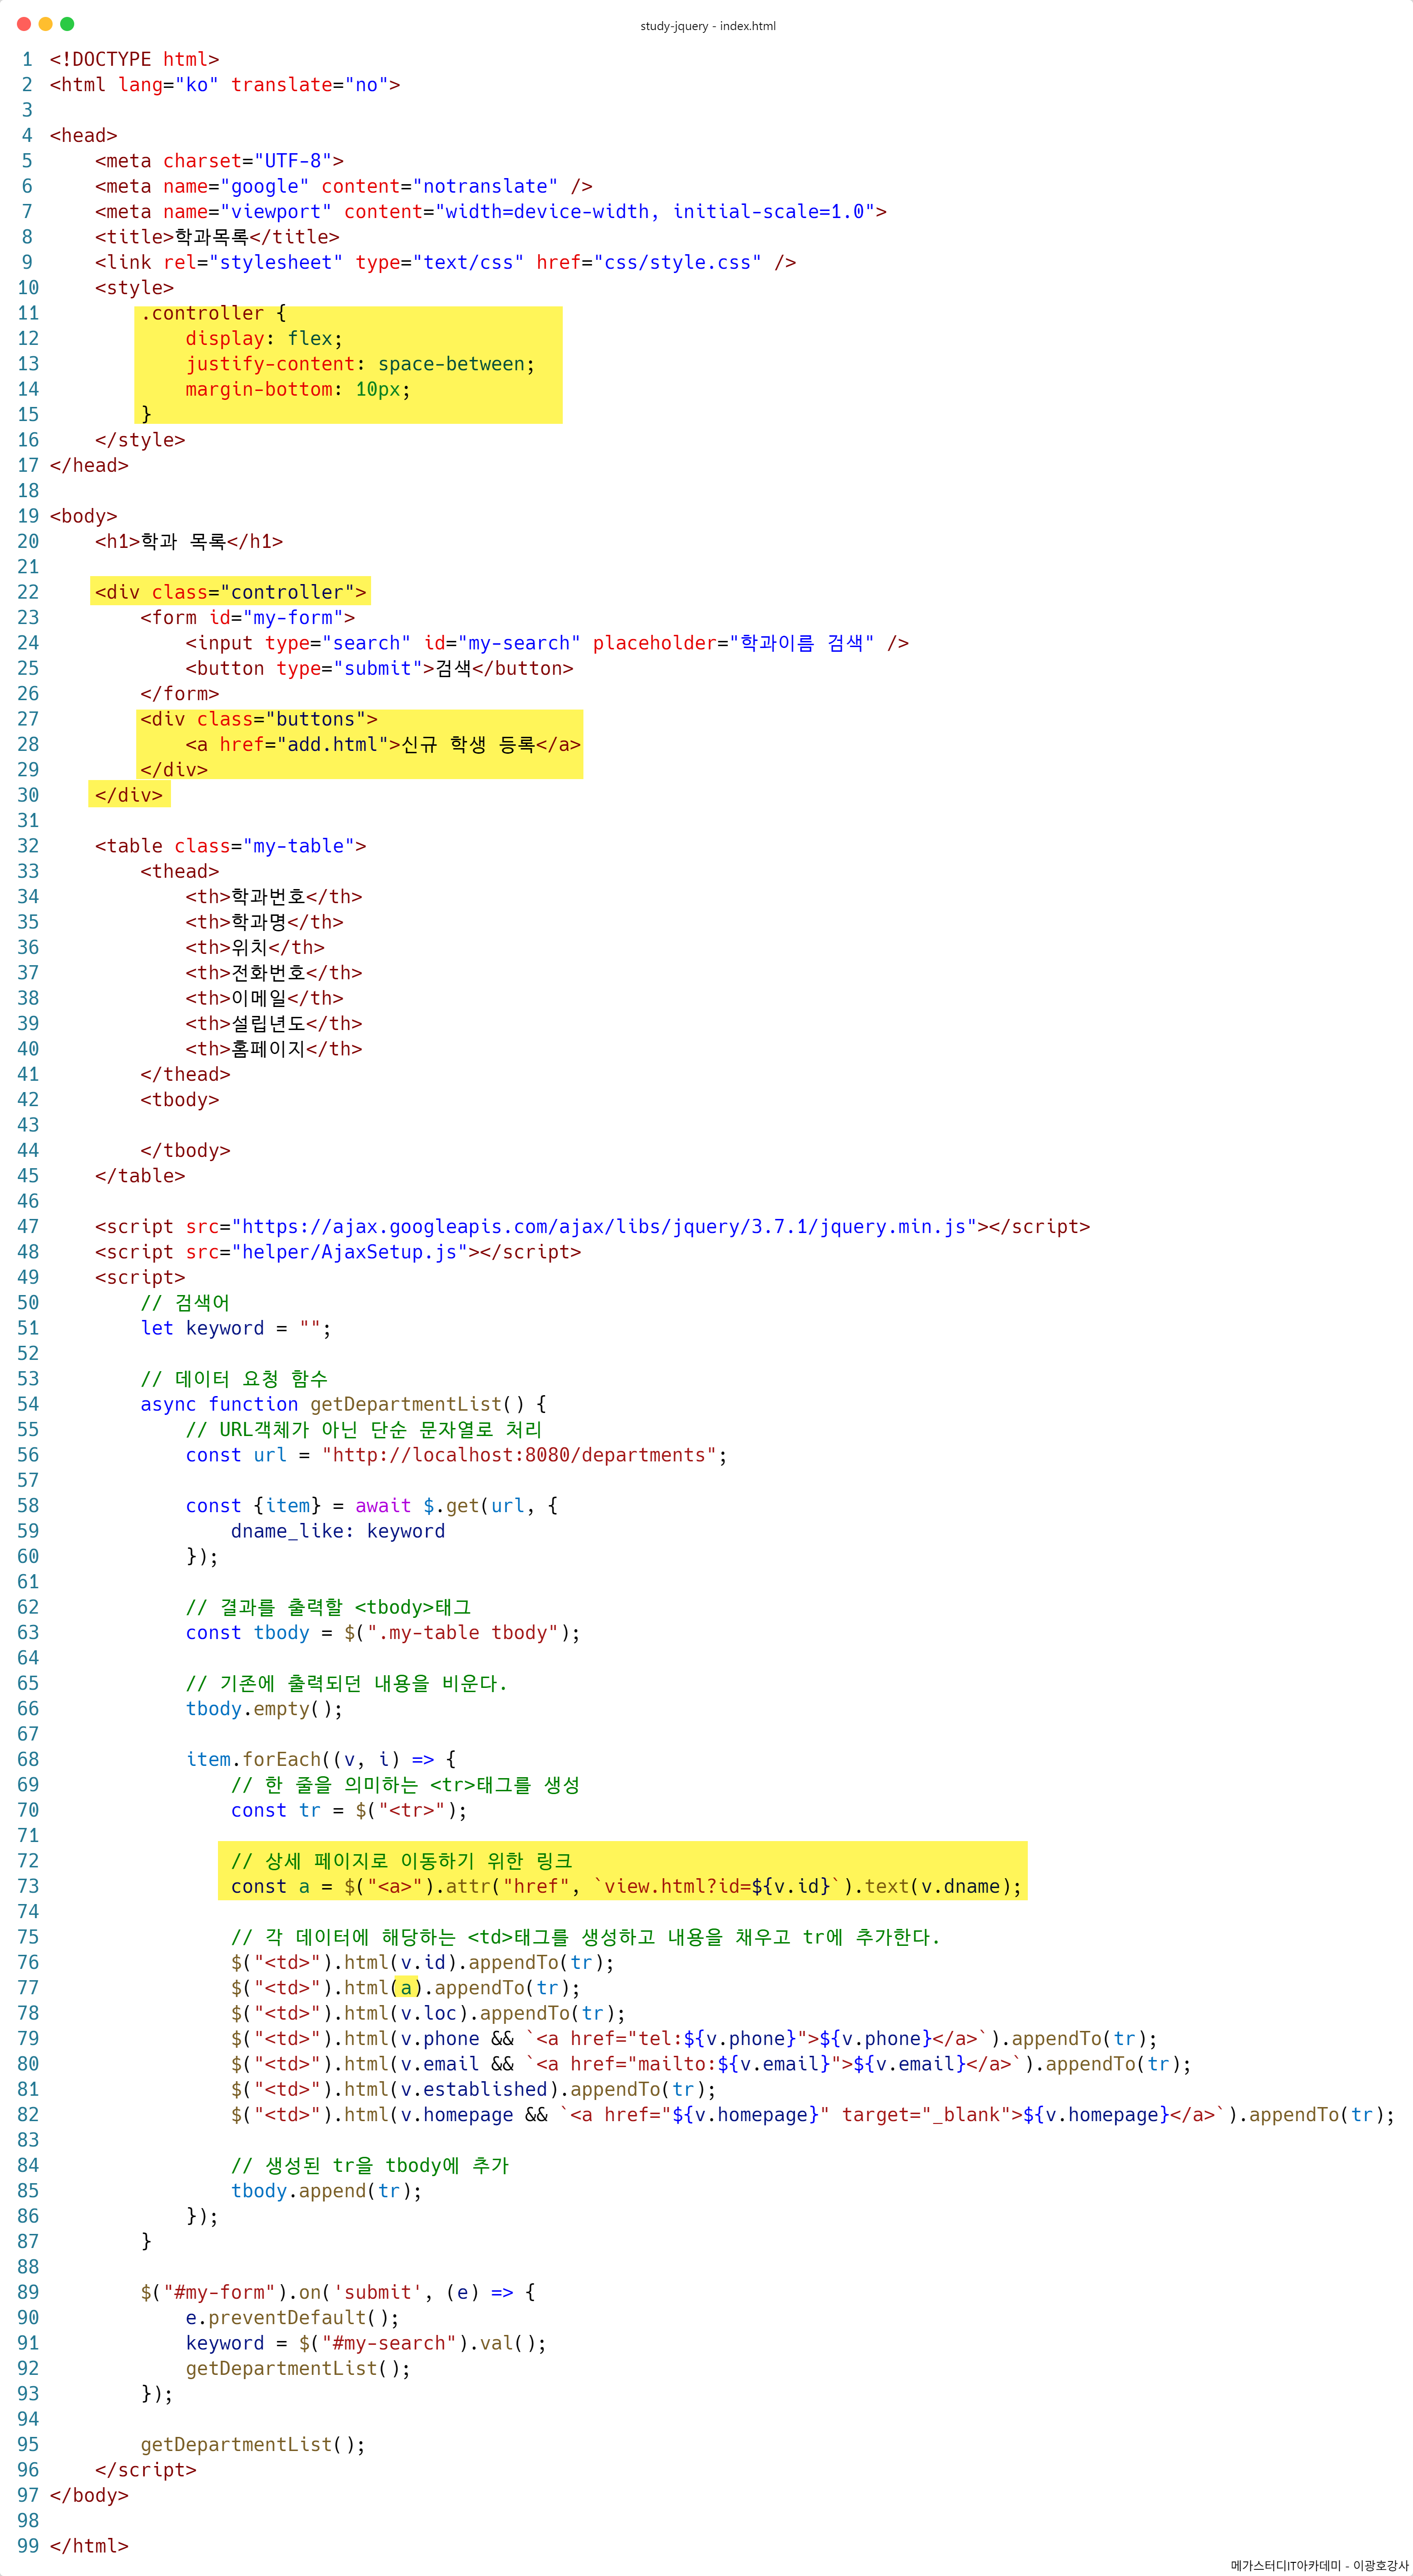 study-jquery - index.html
1 <!DOCTYPE html>
2 <html lang="ko" translate="no">
3
4 <head>
5     <meta charset="UTF-8">
6     <meta name="google" content="notranslate" />
7     <meta name="viewport" content="width=device-width, initial-scale=1.0">
8     <title>학과목록</title>
9     <link rel="stylesheet" type="text/css" href="css/style.css" />
10     <style>
11         .controller {
12             display: flex;
13             justify-content: space-between;
14             margin-bottom: 10px;
15         }
16     </style>
17 </head>
18
19 <body>
20     <h1>학과 목록</h1>
21
22     <div class="controller">
23         <form id="my-form">
24             <input type="search" id="my-search" placeholder="학과이름 검색" />
25             <button type="submit">검색</button>
26         </form>
27         <div class="buttons">
28             <a href="add.html">신규 학생 등록</a>
29         </div>
30     </div>
31
32     <table class="my-table">
33         <thead>
34             <th>학과번호</th>
35             <th>학과명</th>
36             <th>위치</th>
37             <th>전화번호</th>
38             <th>이메일</th>
39             <th>설립년도</th>
40             <th>홈페이지</th>
41         </thead>
42         <tbody>
43
44         </tbody>
45     </table>
46
47     <script src="https://ajax.googleapis.com/ajax/libs/jquery/3.7.1/jquery.min.js"></script>
48     <script src="helper/AjaxSetup.js"></script>
49     <script>
50         // 검색어
51         let keyword = "";
52
53         // 데이터 요청 함수
54         async function getDepartmentList() {
55             // URL객체가 아닌 단순 문자열로 처리
56             const url = "http://localhost:8080/departments";
57
58             const {item} = await $.get(url, {
59                 dname_like: keyword
60             });
61
62             // 결과를 출력할 <tbody>태그
63             const tbody = $(".my-table tbody");
64
65             // 기존에 출력되던 내용을 비운다.
66             tbody.empty();
67
68             item.forEach((v, i) => {
69                 // 한 줄을 의미하는 <tr>태그를 생성
70                 const tr = $("<tr>");
71
72                 // 상세 페이지로 이동하기 위한 링크
73                 const a = $("<a>").attr("href", `view.html?id=${v.id}`).text(v.dname);
74
75                 // 각 데이터에 해당하는 <td>태그를 생성하고 내용을 채우고 tr에 추가한다.
76                 $("<td>").html(v.id).appendTo(tr);
77                 $("<td>").html(a).appendTo(tr);
78                 $("<td>").html(v.loc).appendTo(tr);
79                 $("<td>").html(v.phone && `<a href="tel:${v.phone}">${v.phone}</a>`).appendTo(tr);
80                 $("<td>").html(v.email && `<a href="mailto:${v.email}">${v.email}</a>`).appendTo(tr);
81                 $("<td>").html(v.established).appendTo(tr);
82                 $("<td>").html(v.homepage && `<a href="${v.homepage}" target="_blank">${v.homepage}</a>`).appendTo(tr);
83
84                 // 생성된 tr을 tbody에 추가
85                 tbody.append(tr);
86             });
87         }
88
89         $("#my-form").on('submit', (e) => {
90             e.preventDefault();
91             keyword = $("#my-search").val();
92             getDepartmentList();
93         });
94
95         getDepartmentList();
96     </script>
97 </body>
98
99 </html>
메가스터디IT아카데미 - 이광호강사